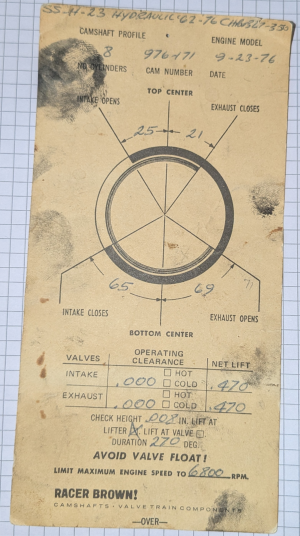 SS-H-23 HYDRAULIC '62-76 CHEVY-350
CAMSHAFT PROFILE ENGINE MODEL
8 976-171 9-23-76
NO CYLINDERS CAM NUMBER DATE
TOP CENTER
INTAKE OPENS EXHAUST CLOSES
25 21
65 69 71
INTAKE CLOSES EXHAUST OPENS
BOTTOM CENTER
VALVES OPERATING CLEARANCE NET LIFT
INTAKE .000 HOT COLD .470
EXHAUST .000 HOT COLD .470
CHECK HEIGHT .008 IN. LIFT AT
LIFTER LIFT AT VALVE
DURATION 270 DEG.
AVOID VALVE FLOAT!
LIMIT MAXIMUM ENGINE SPEED TO 6800 RPM.
RACER BROWN!
CAMSHAFTS - VALVE TRAIN COMPONENTS
—OVER—